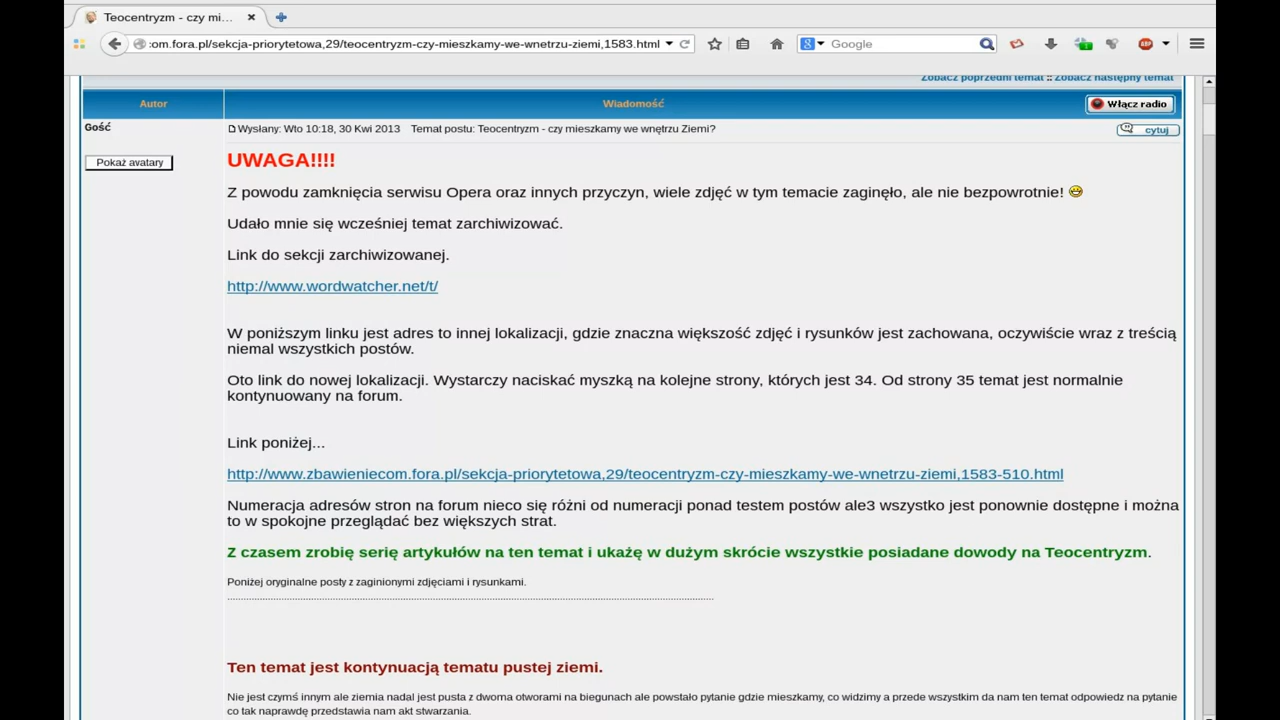 Teocentryzm - czy mi...
:om.fora.pl/sekcja-priorytetowa,29/teocentryzm-czy-mieszkamy-we-wnetrzu-ziemi,1583.html
Google
Zobacz poprzedni temat :: Zobacz następny temat
Autor
Wiadomość
Włącz radio
Gość
Wysłany: Wto 10:18, 30 Kwi 2013 Temat postu: Teocentryzm - czy mieszkamy we wnętrzu Ziemi?
cytuj
Pokaż avatary
UWAGA!!!!
Z powodu zamknięcia serwisu Opera oraz innych przyczyn, wiele zdjęć w tym temacie zaginęło, ale nie bezpowrotnie!
Udało mnie się wcześniej temat zarchiwizować.
Link do sekcji zarchiwizowanej.
http://www.wordwatcher.net/t/
W poniższym linku jest adres to innej lokalizacji, gdzie znaczna większość zdjęć i rysunków jest zachowana, oczywiście wraz z treścią
niemal wszystkich postów.
Oto link do nowej lokalizacji. Wystarczy naciskać myszką na kolejne strony, których jest 34. Od strony 35 temat jest normalnie
kontynuowany na forum.
Link poniżej...
http://www.zbawieniecom.fora.pl/sekcja-priorytetowa,29/teocentryzm-czy-mieszkamy-we-wnetrzu-ziemi,1583-510.html
Numeracja adresów stron na forum nieco się różni od numeracji ponad testem postów ale3 wszystko jest ponownie dostępne i można
to w spokojne przeglądać bez większych strat.
Z czasem zrobię serię artykułów na ten temat i ukażę w dużym skrócie wszystkie posiadane dowody na Teocentryzm.
Poniżej oryginalne posty z zaginionymi zdjęciami i rysunkami.
Ten temat jest kontynuacją tematu pustej ziemi.
Nie jest czymś innym ale ziemia nadal jest pusta z dwoma otworami na biegunach ale powstało pytanie gdzie mieszkamy, co widzimy a przede wszystkim da nam ten temat odpowiedz na pytanie
co tak naprawdę przedstawia nam akt stwarzania.